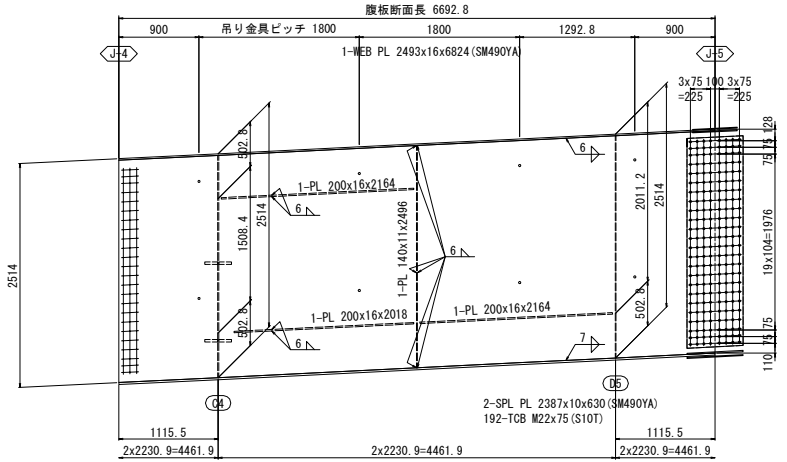 腹板断面長 6692.8
900
吊り金具ピッチ 1800
1800
1292.8
900
J-4
1-WEB PL 2493x16x6824(SM490YA)
J-5
3x75
100
3x75
=225
=225
128
75 75
19x104=1976
75
75
110
502.8
1508.4
502.8
2514
2514
1-PL 200x16x2164
6
1-PL 140x11x2496
6
6
2011.2
2514
502.8
1-PL 200x16x2018
1-PL 200x16x2164
6
7
C4
D5
2-SPL PL 2387x10x630(SM490YA)
192-TCB M22x75(S10T)
1115.5
1115.5
2x2230.9=4461.9
2x2230.9=4461.9
2x2230.9=4461.9